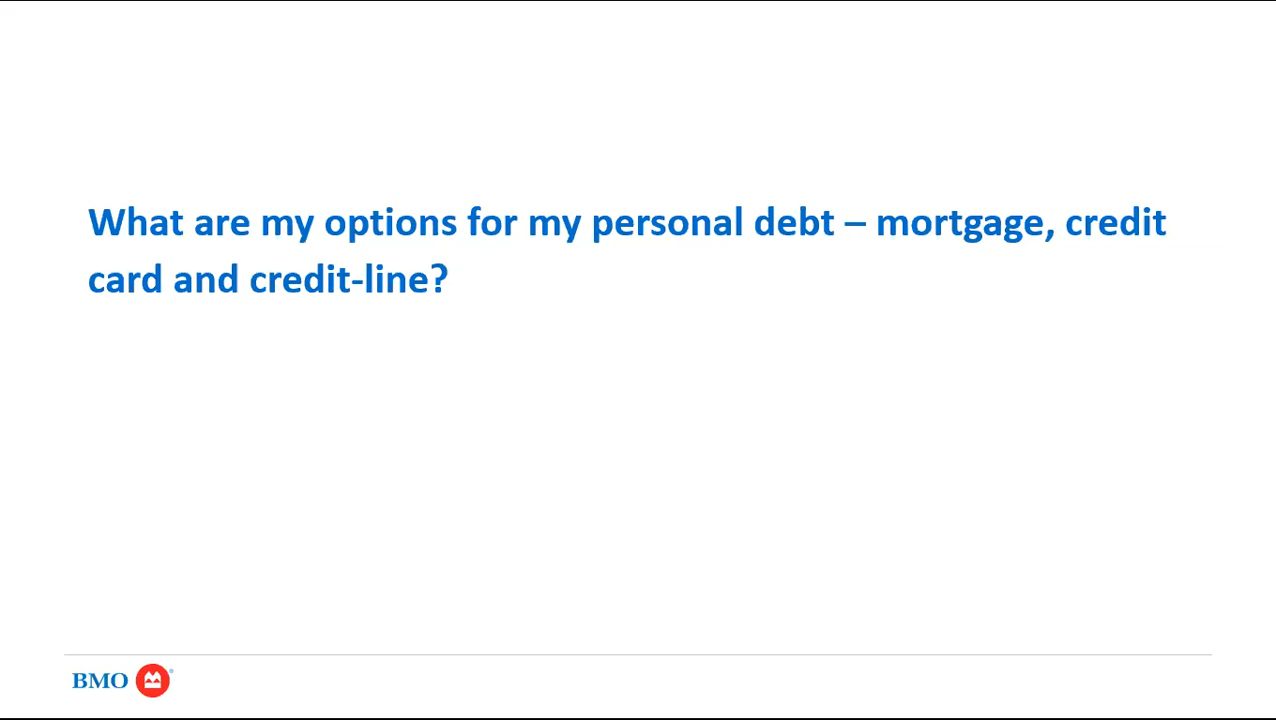 What are my options for my personal debt – mortgage, credit
card and credit-line?
BMO